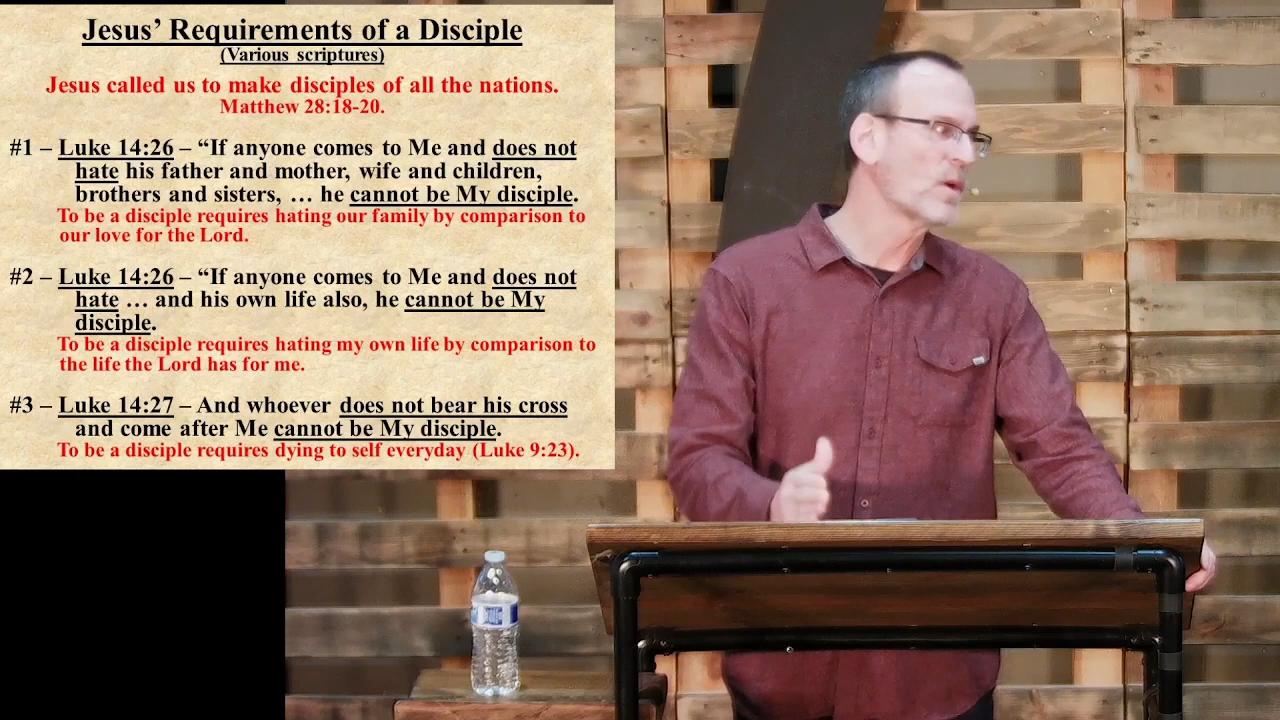 Jesus’ Requirements of a Disciple
(Various scriptures)
Jesus called us to make disciples of all the nations.
Matthew 28:18-20.
#1 – Luke 14:26 – “If anyone comes to Me and does not
hate his father and mother, wife and children,
brothers and sisters, … he cannot be My disciple.
To be a disciple requires hating our family by comparison to
our love for the Lord.
#2 – Luke 14:26 – “If anyone comes to Me and does not
hate … and his own life also, he cannot be My
disciple.
To be a disciple requires hating my own life by comparison to
the life the Lord has for me.
#3 – Luke 14:27 – And whoever does not bear his cross
and come after Me cannot be My disciple.
To be a disciple requires dying to self everyday (Luke 9:23).